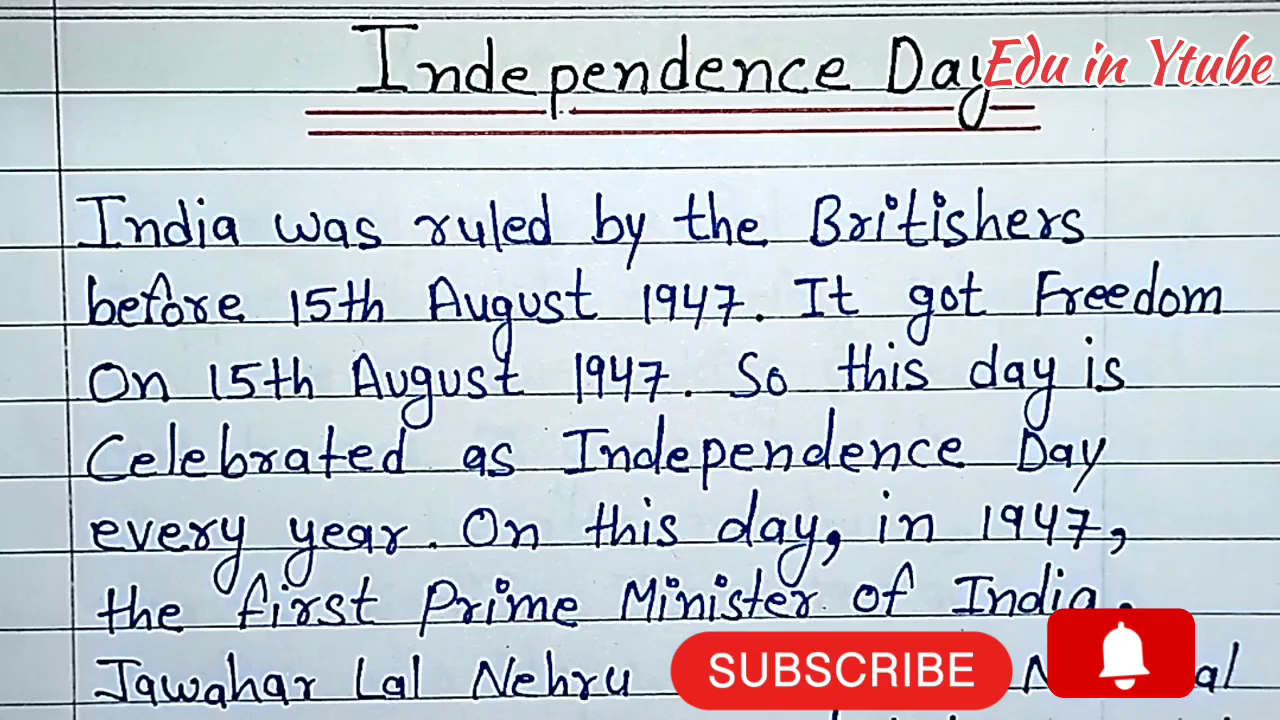 Independence Day
Edu in Ytube
India was ruled by the Britishers
before 15th August 1947. It got Freedom
On 15th August 1947. So this day is
Celebrated as Independence Day
every year. On this day, in 1947,
the first Prime Minister of India,
Jawahar Lal Nehru
SUBSCRIBE